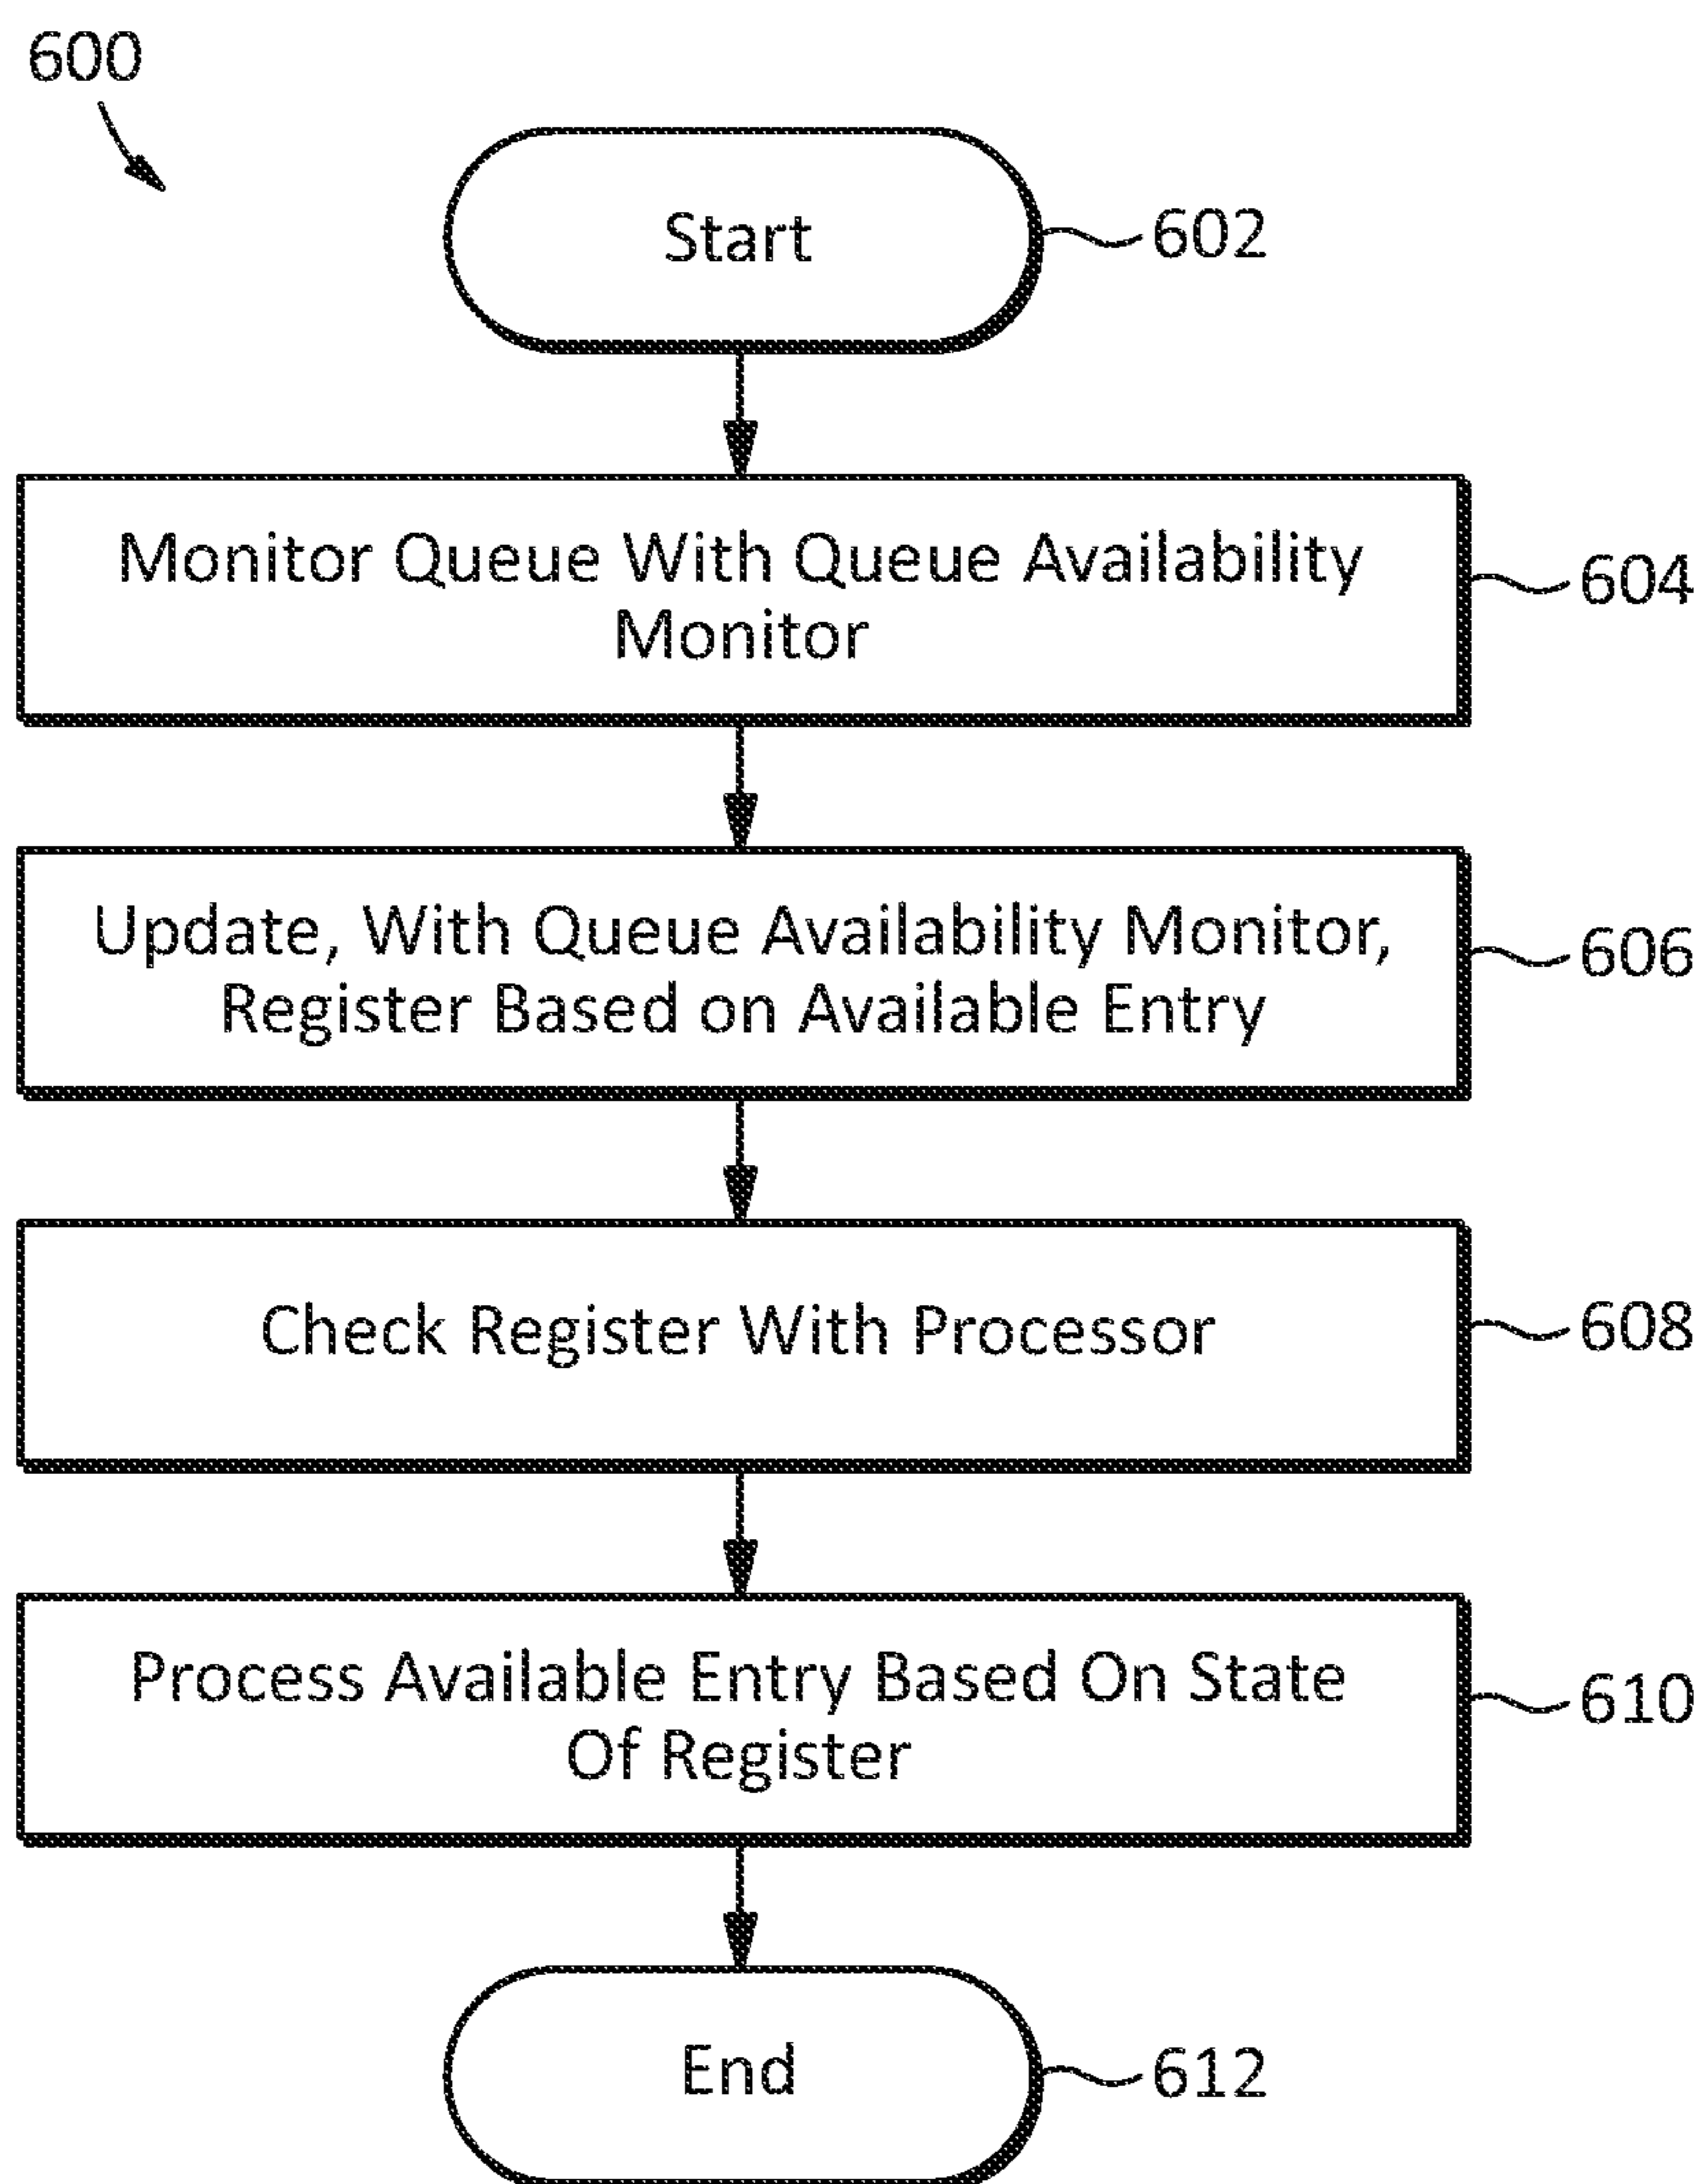 600
Start
602
Monitor Queue With Queue Availability
Monitor
604
Update, With Queue Availability Monitor,
Register Based on Available Entry
606
Check Register With Processor
608
Process Available Entry Based On State
Of Register
610
End
612